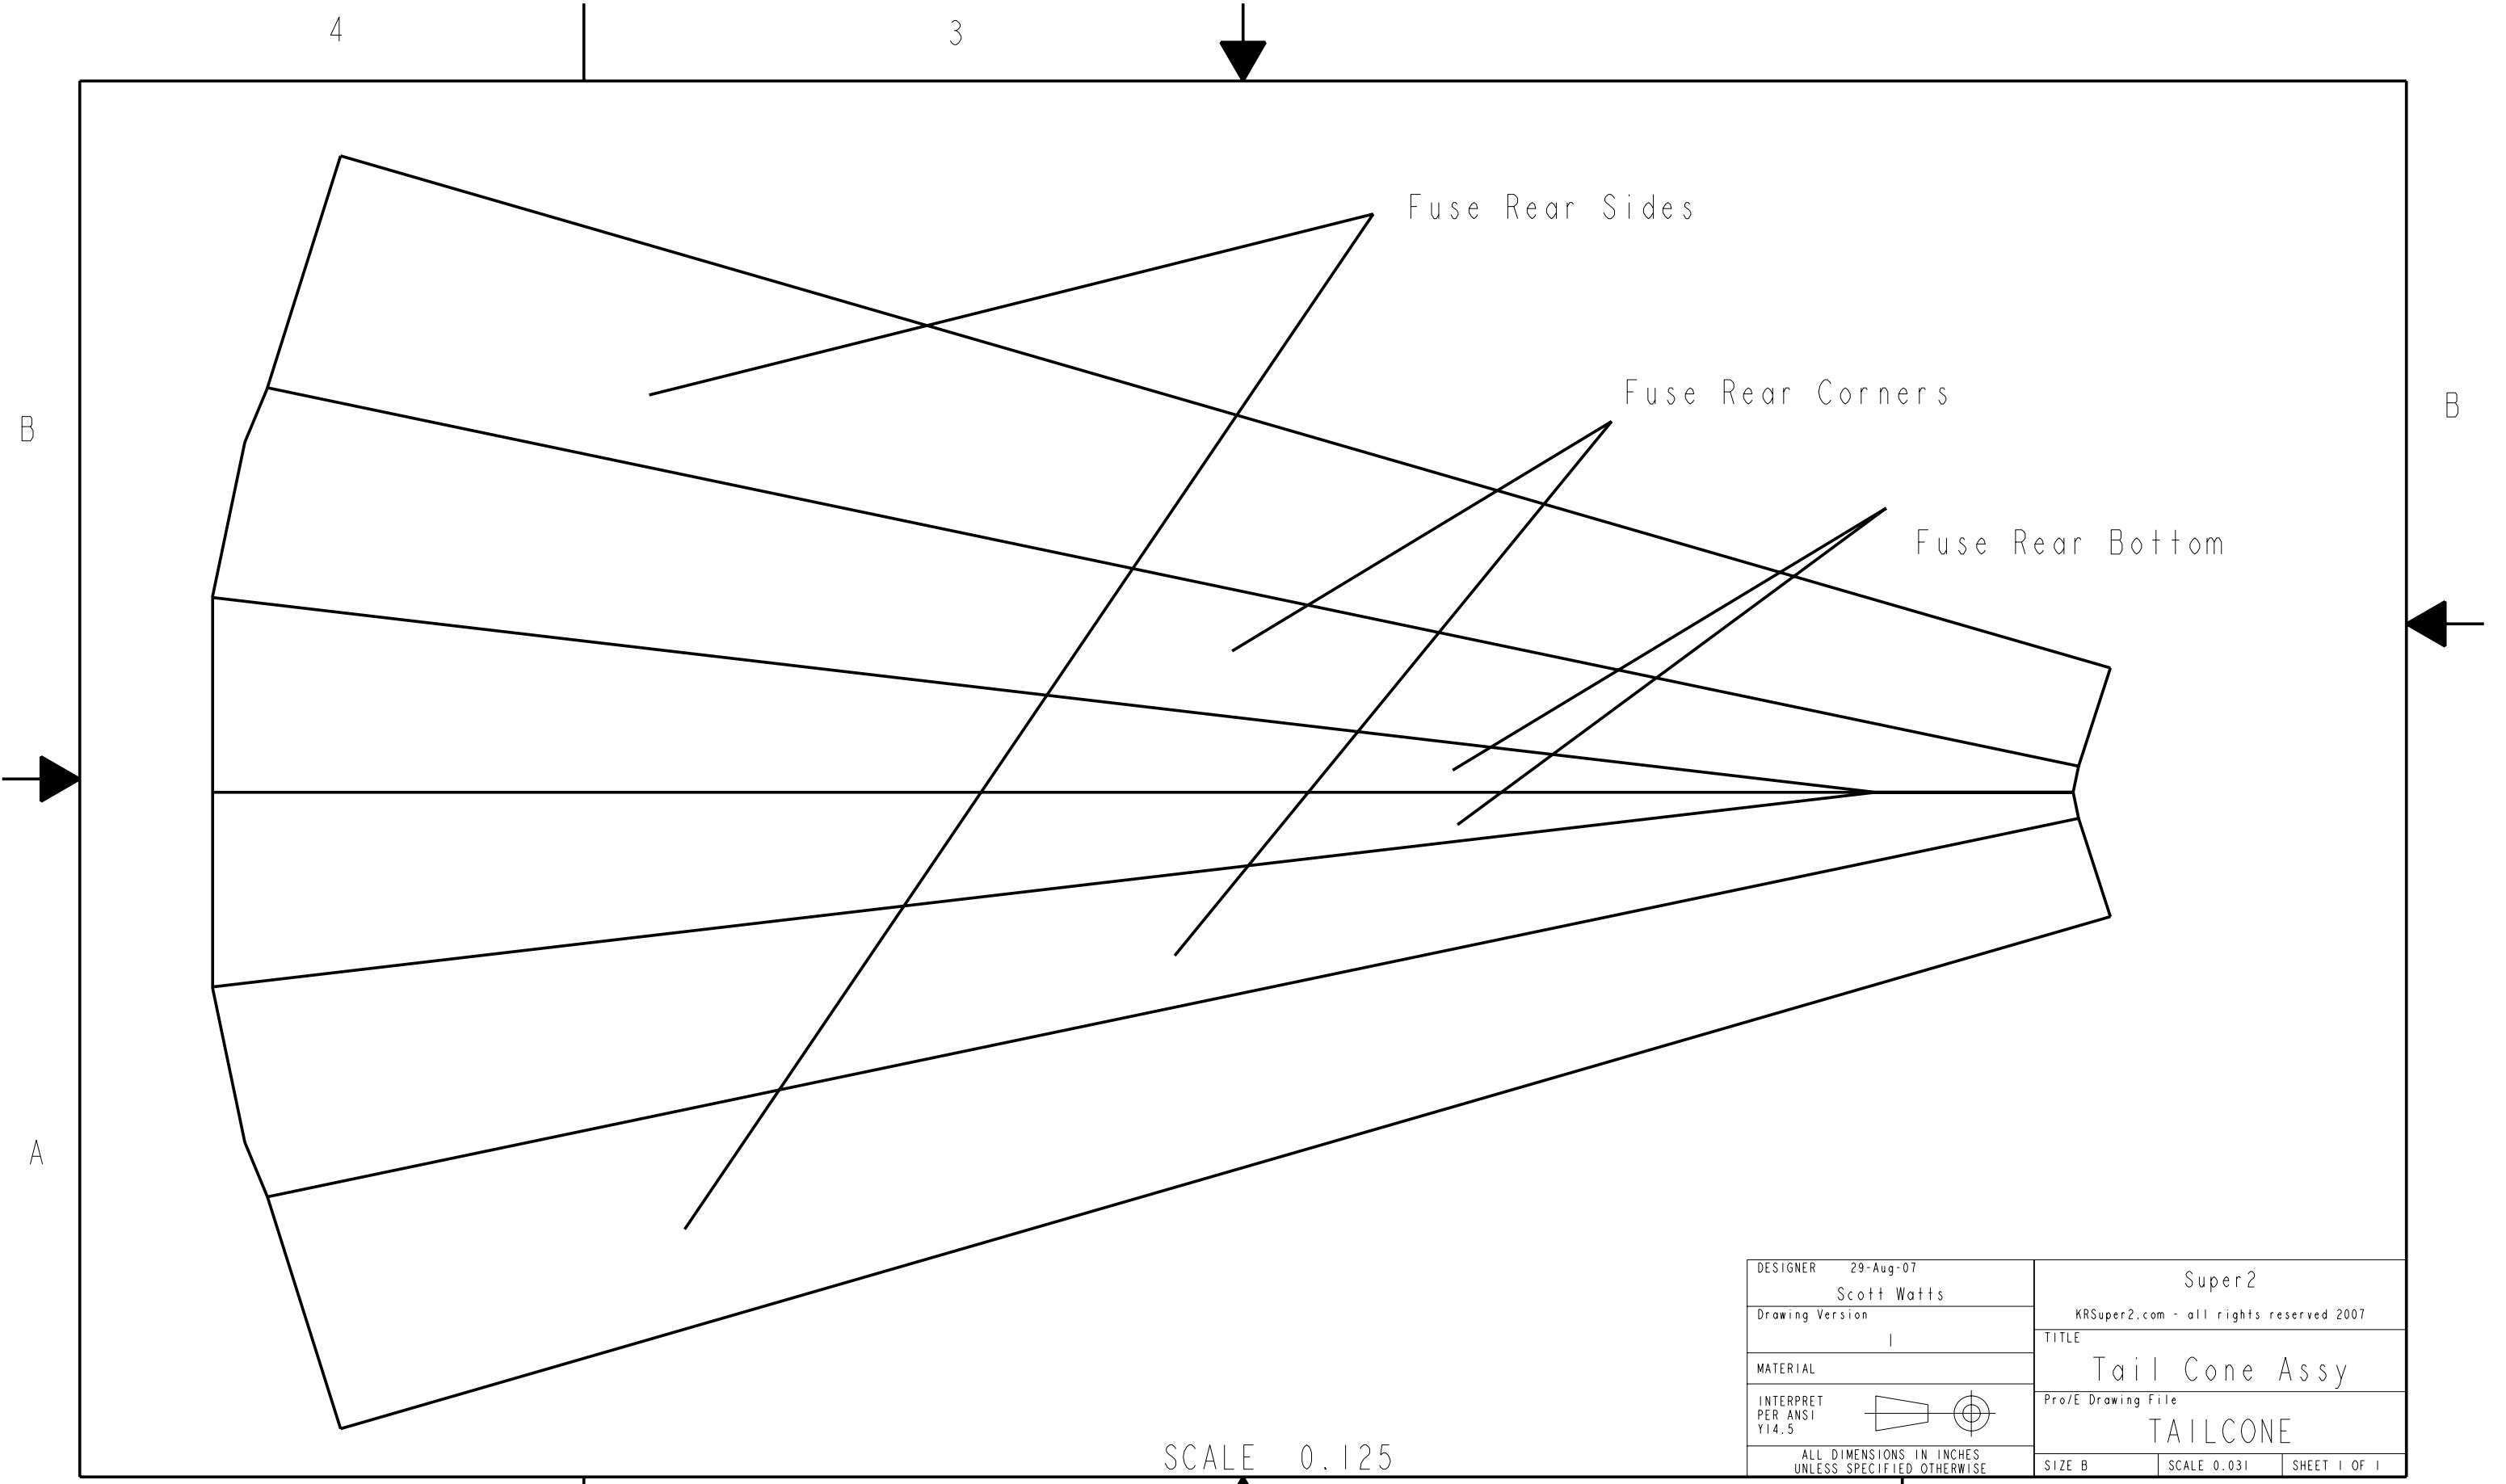 4 3
Fuse Rear Sides
Fuse Rear Corners
B B
Fuse Rear Bottom
A
DESIGNER 29-Aug-07
Scott Watts
Drawing Version
1
MATERIAL
INTERPRET
PER ANSI
Y14.5
ALL DIMENSIONS IN INCHES
UNLESS SPECIFIED OTHERWISE
Super2
KRSuper2.com - all rights reserved 2007
TITLE
Tail Cone Assy
Pro/E Drawing File
TAILCONE
SIZE B SCALE 0.031 SHEET 1 OF 1
SCALE 0.125